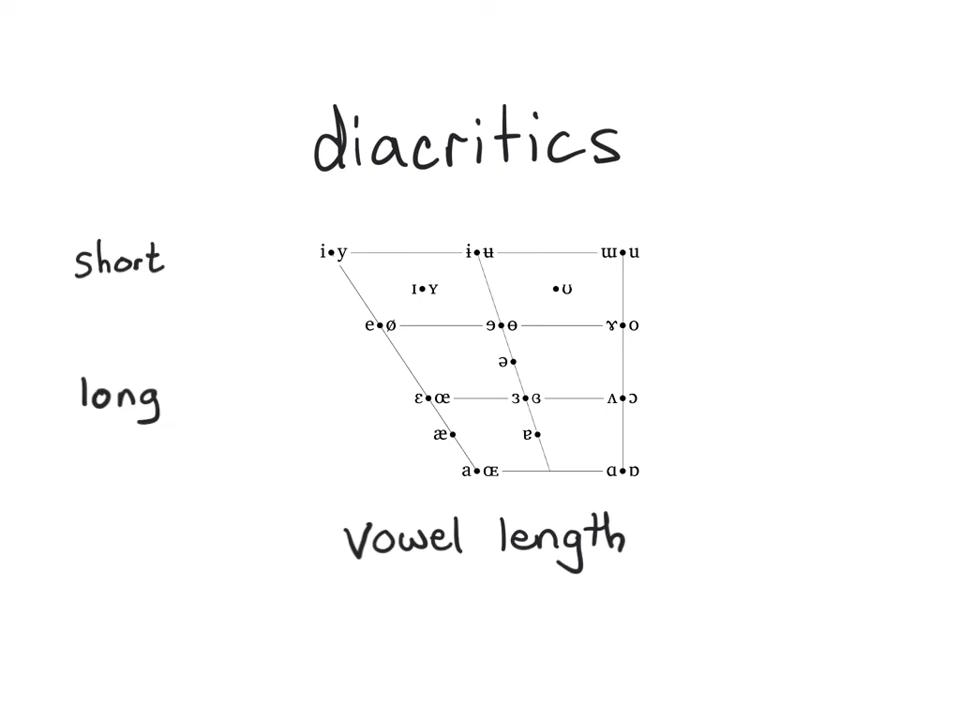 diacritics
short
i•y ɨ•ʉ ɯ•u
ɪ•ʏ •ʊ
e•ø ɘ•ɵ ɤ•o
ə•
long
ɛ•œ ɜ•ɞ ʌ•ɔ
æ• ɐ•
a•ɶ ɑ•ɒ
vowel length